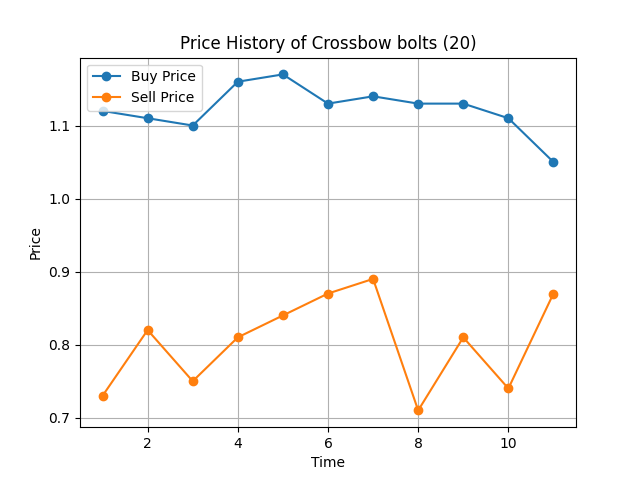 Price History of Crossbow bolts (20)
Buy Price
Sell Price
1.1
1.0
0.9
0.8
0.7
Price
2 4 6 8 10
Time